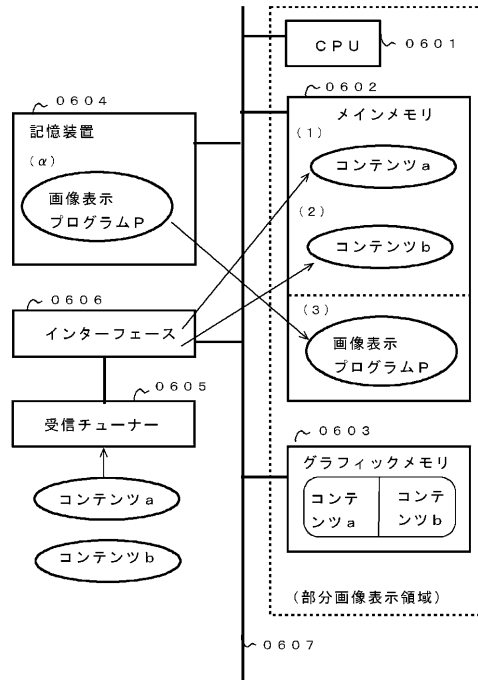 CPU
0601
0602
メインメモリ
(1)
コンテンツa
(2)
コンテンツb
(3)
画像表示
プログラムP
0604
記憶装置
(α)
画像表示
プログラムP
0606
インターフェース
0605
受信チューナー
コンテンツa
コンテンツb
0603
グラフィックメモリ
コンテ
ンツa
コンテ
ンツb
(部分画像表示領域)
0607